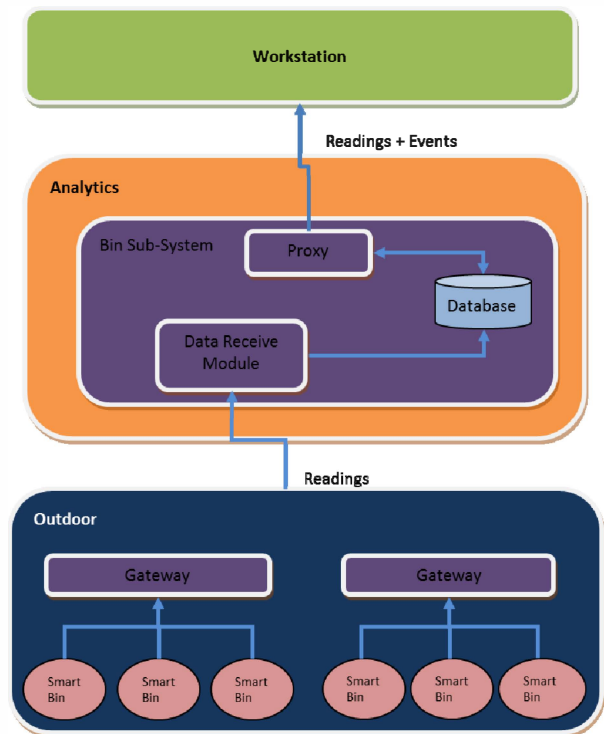 Workstation
Readings + Events
Analytics
Bin Sub-System
Proxy
Database
Data Receive
Module
Readings
Outdoor
Gateway
Gateway
Smart
Bin
Smart
Bin
Smart
Bin
Smart
Bin
Smart
Bin
Smart
Bin